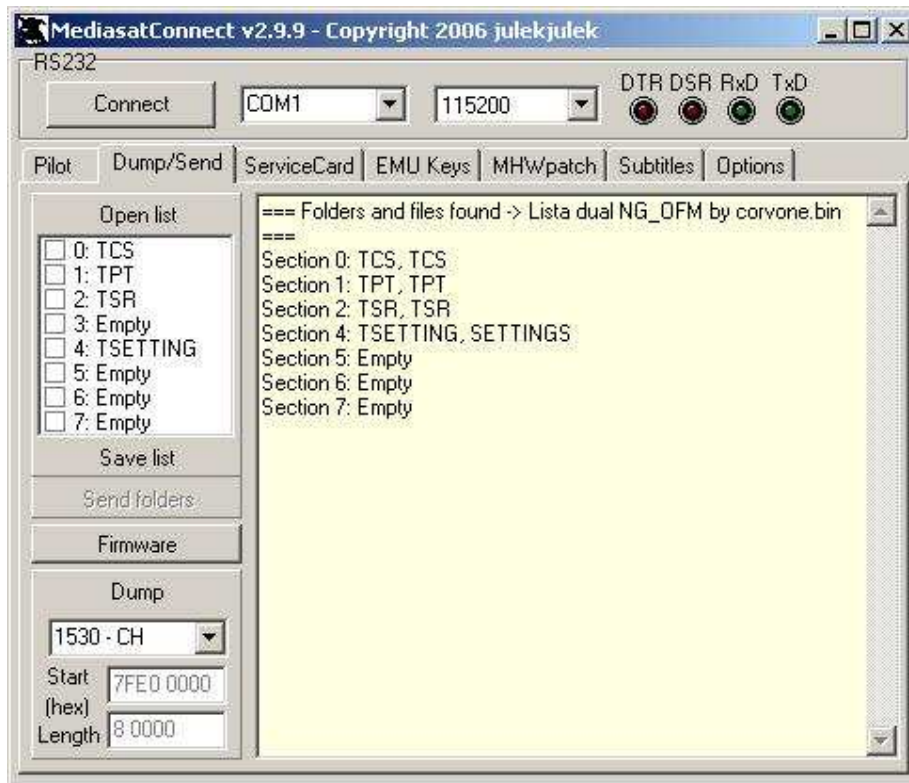 MediasatConnect v2.9.9 - Copyright 2006 julekjulek
RS232
Connect
COM1
115200
DTR DSR RxD TxD
Pilot
Dump/Send
ServiceCard
EMU Keys
MHWpatch
Subtitles
Options
Open list
0: TCS
1: TPT
2: TSR
3: Empty
4: TSETTING
5: Empty
6: Empty
7: Empty
Save list
Send folders
Firmware
Dump
1530 - CH
Start
(hex)
7FE0 0000
Length
8 0000
=== Folders and files found -> Lista dual NG_OFM by corvone.bin
===
Section 0: TCS, TCS
Section 1: TPT, TPT
Section 2: TSR, TSR
Section 4: TSETTING, SETTINGS
Section 5: Empty
Section 6: Empty
Section 7: Empty